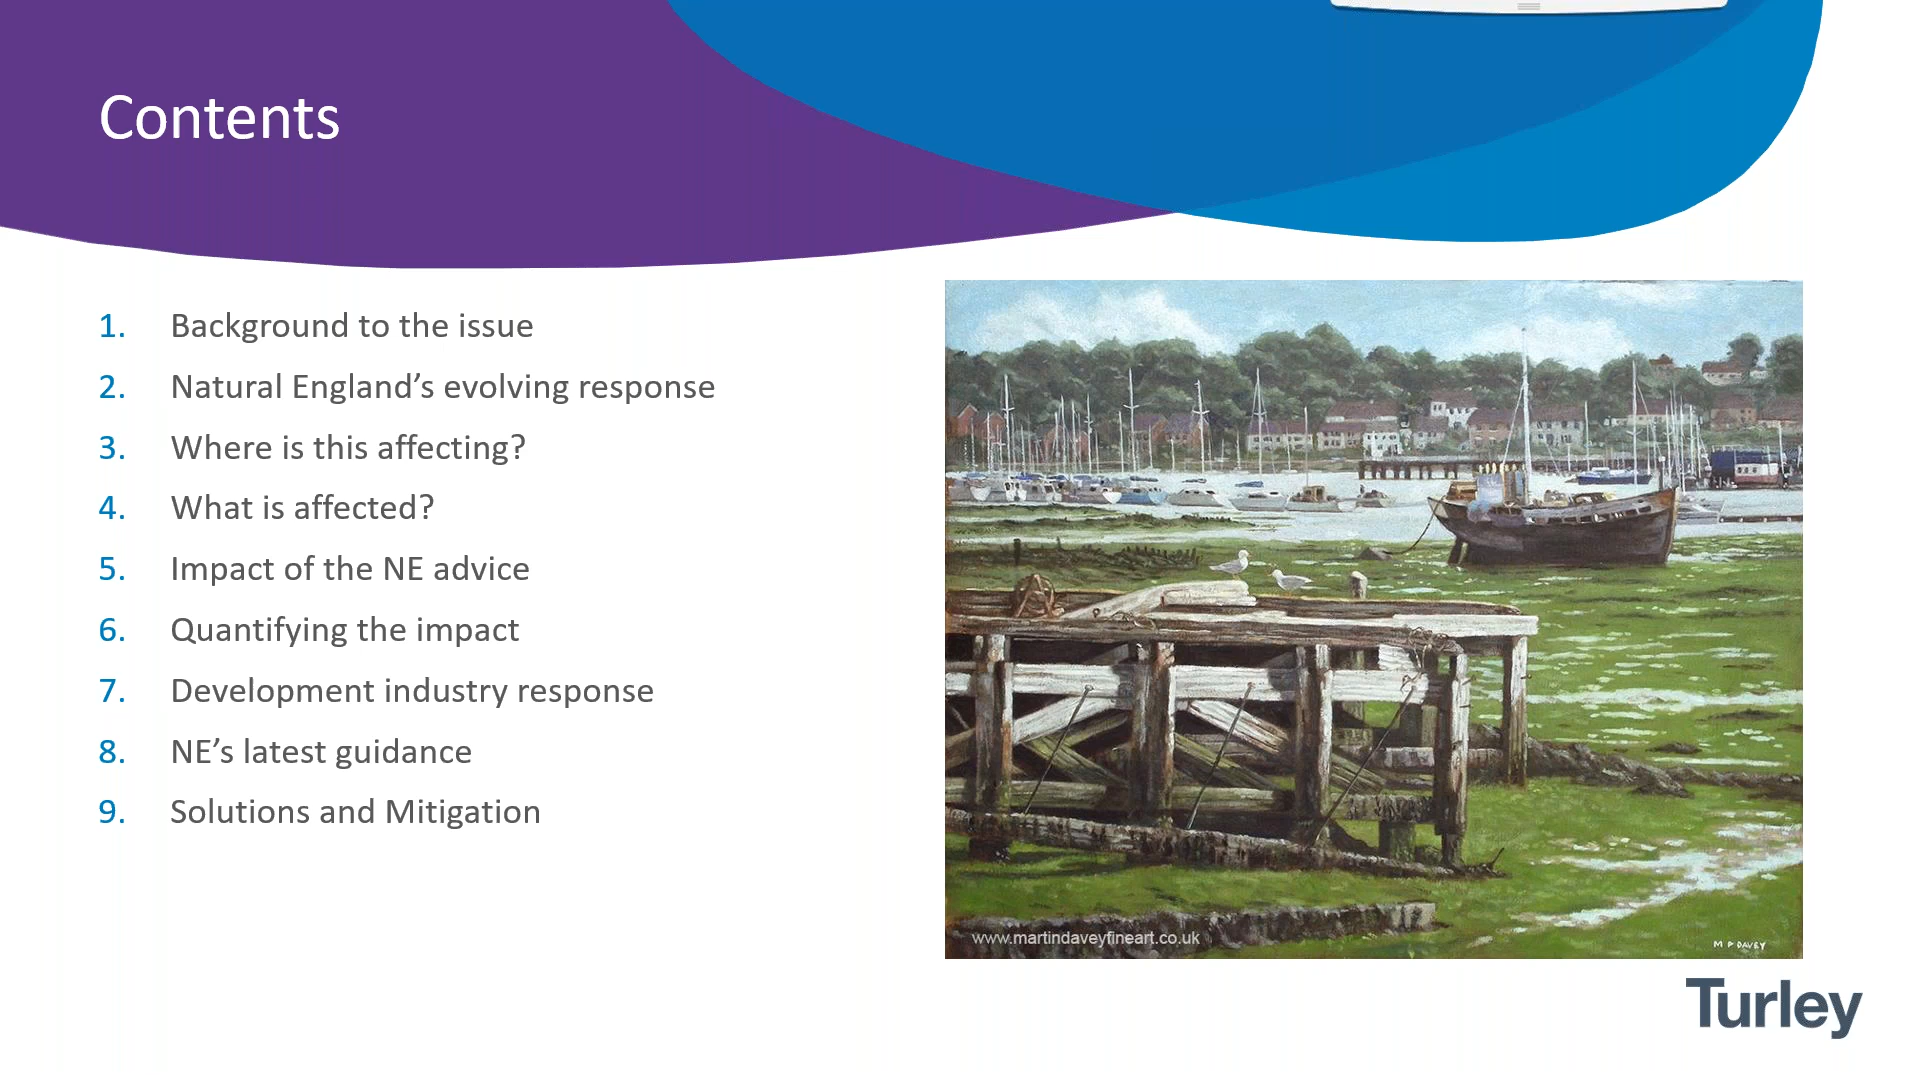 Contents
1. Background to the issue
2. Natural England’s evolving response
3. Where is this affecting?
4. What is affected?
5. Impact of the NE advice
6. Quantifying the impact
7. Development industry response
8. NE’s latest guidance
9. Solutions and Mitigation
www.martindaveyfineart.co.uk
M P DAVEY
Turley